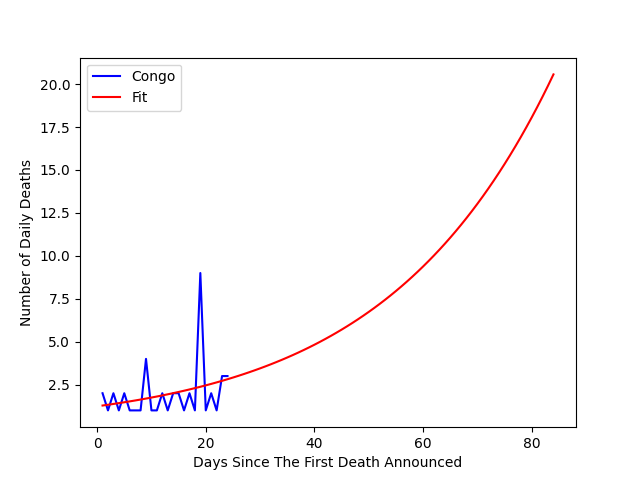 Congo
Fit
20.0
17.5
15.0
12.5
10.0
7.5
5.0
2.5
Number of Daily Deaths
0 20 40 60 80
Days Since The First Death Announced